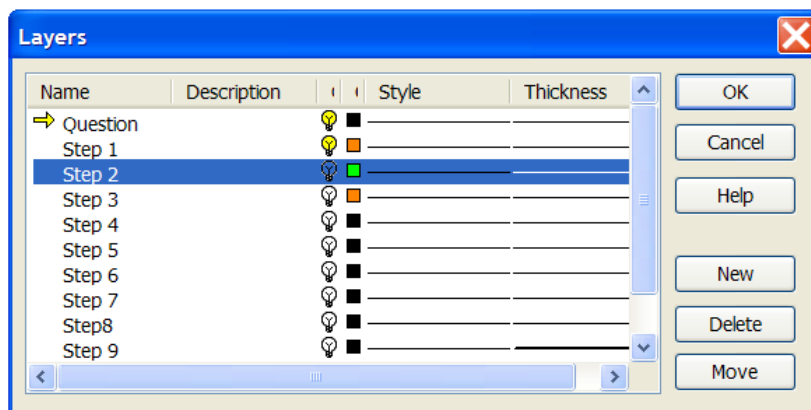 Layers
Name Description Style Thickness OK
Question
Step 1 Cancel
Step 2
Step 3 Help
Step 4
Step 5
Step 6 New
Step 7
Step8 Delete
Step 9 Move